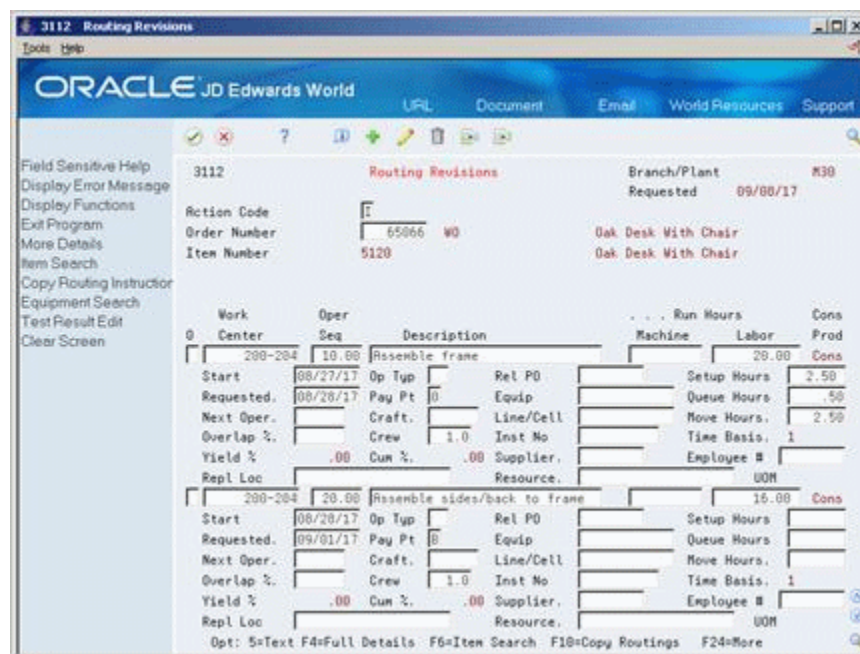 3112 Routing Revisions
Tools Help
ORACLE JD Edwards World
URL Document Email World Resources Support
Field Sensitive Help
Display Error Message
Display Functions
Exit Program
More Details
Item Search
Copy Routing Instruction
Equipment Search
Test Result Edit
Clear Screen
3112 Routing Revisions Branch/Plant M30
Requested 09/08/17
Action Code I
Order Number 65066 WO Oak Desk With Chair
Item Number 5120 Oak Desk With Chair
Work Oper . . . Run Hours Cons
O Center Seq Description Machine Labor Prod
200-204 10.00 Assemble frame 20.00 Cons
Start 08/27/17 Op Typ Rel PO Setup Hours 2.50
Requested. 08/28/17 Pay Pt 0 Equip Queue Hours .50
Next Oper. Craft. Line/Cell Move Hours. 2.50
Overlap %. Crew 1.0 Inst No Time Basis. 1
Yield % .00 Cum %. .00 Supplier. Employee #
Repl Loc Resource. UOM
200-204 20.00 Assemble sides/back to frame 16.00 Cons
Start 08/28/17 Op Typ Rel PO Setup Hours
Requested. 09/01/17 Pay Pt Equip Queue Hours
Next Oper. Craft. Line/Cell Move Hours.
Overlap %. Crew 1.0 Inst No Time Basis. 1
Yield % .00 Cum %. .00 Supplier. Employee #
Repl Loc Resource. UOM
Opt: 5=Text F4=Full Details F6=Item Search F10=Copy Routings F24=More